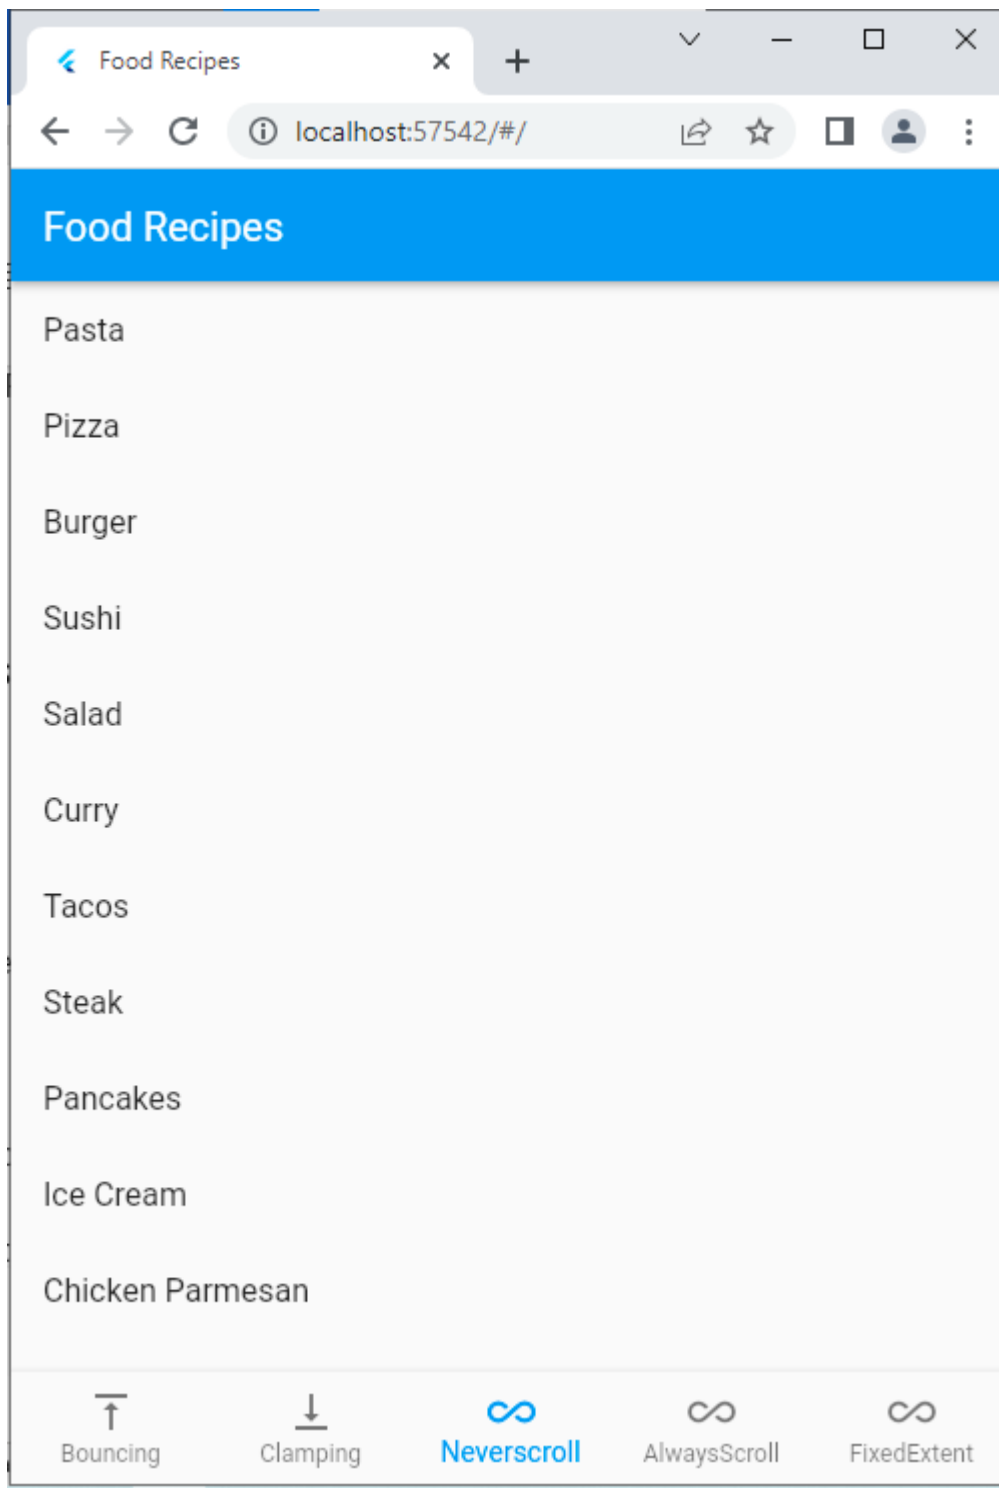 Food Recipes
localhost:57542/#/
Food Recipes
Pasta
Pizza
Burger
Sushi
Salad
Curry
Tacos
Steak
Pancakes
Ice Cream
Chicken Parmesan
Bouncing Clamping Neverscroll AlwaysScroll FixedExtent